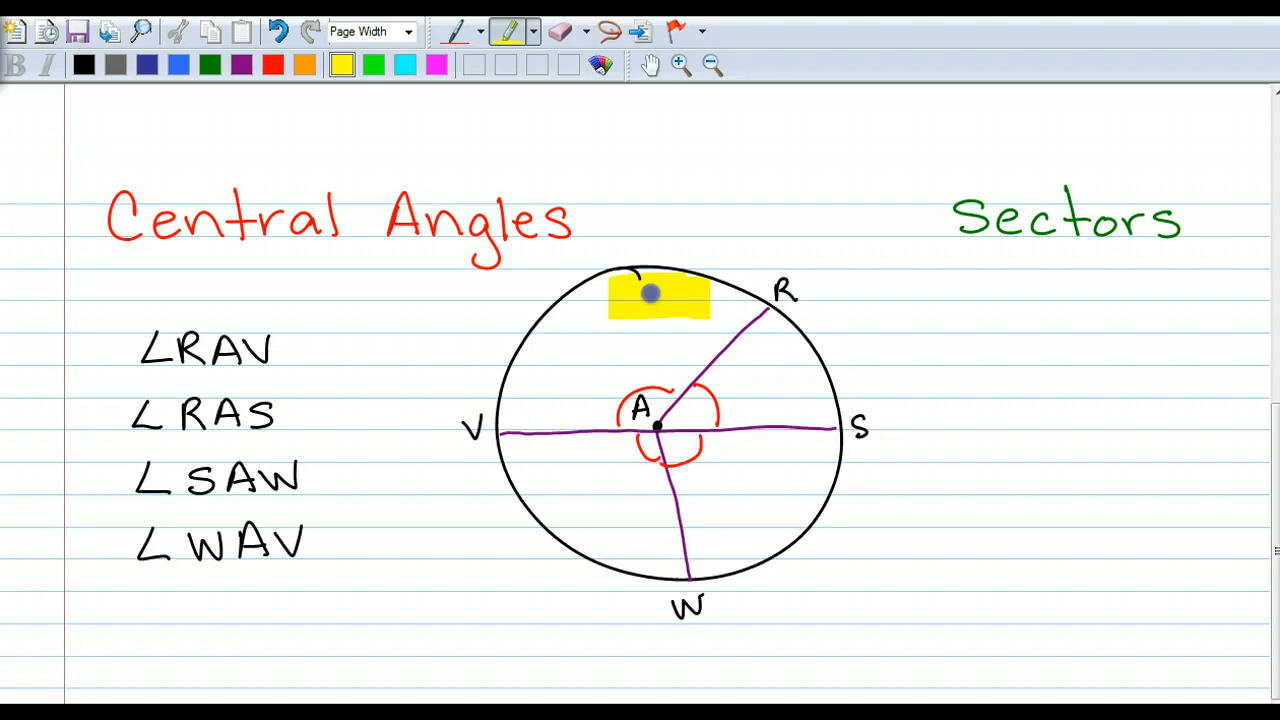 Page Width
B I
Central Angles
Sectors
R
∠RAV
∠RAS
A
V
S
∠SAW
∠WAV
W